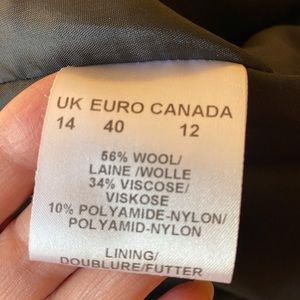 UK EURO CANADA
14 40 12
56% WOOL/
LAINE/WOLLE
34% VISCOSE/
VISKOSE
10% POLYAMIDE-NYLON/
POLYAMID-NYLON
LINING/
DOUBLURE/FUTTER